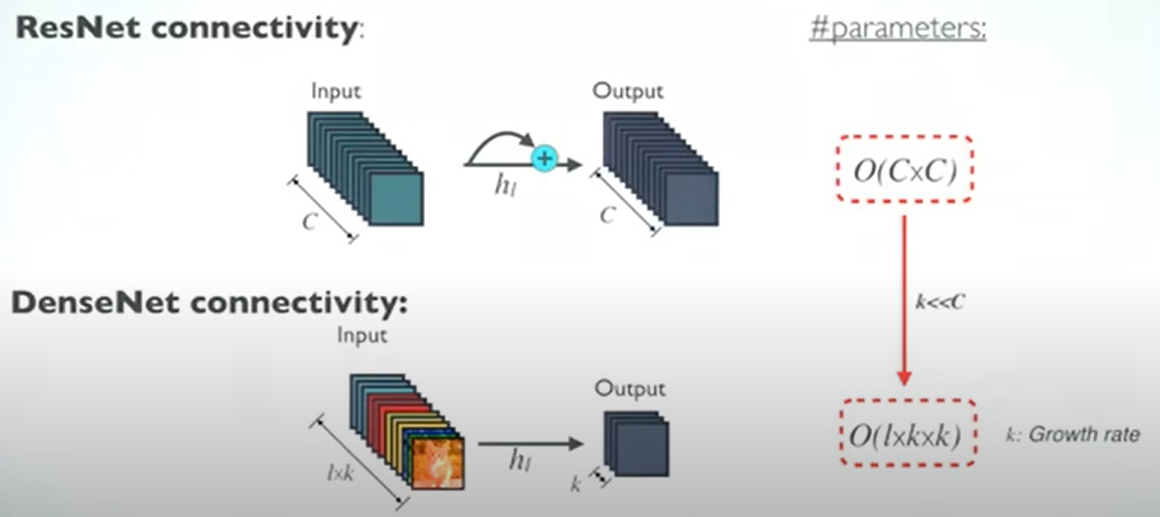 ResNet connectivity:
#parameters:
Input
Output
+
O(C×C)
h_l
C
C
k<<C
DenseNet connectivity:
Input
Output
O(l×k×k)
k: Growth rate
h_l
l×k
k